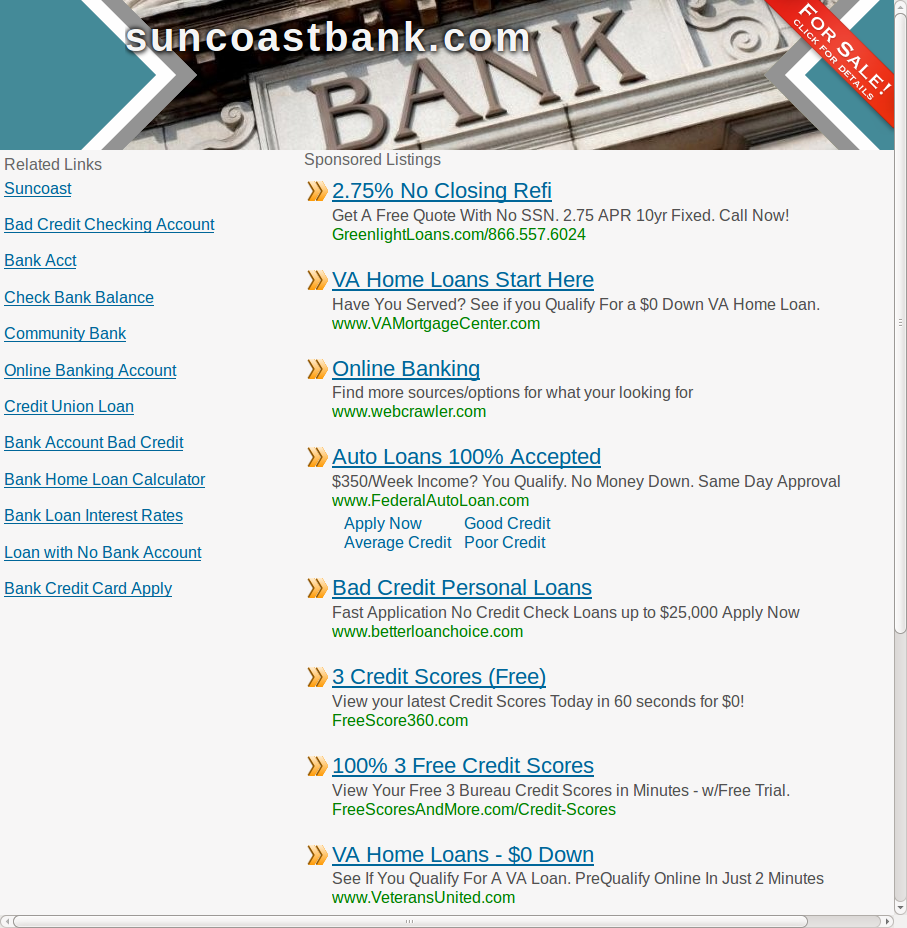 suncoastbank.com
FOR SALE!
CLICK FOR DETAILS
BANK
Related Links
Suncoast
Bad Credit Checking Account
Bank Acct
Check Bank Balance
Community Bank
Online Banking Account
Credit Union Loan
Bank Account Bad Credit
Bank Home Loan Calculator
Bank Loan Interest Rates
Loan with No Bank Account
Bank Credit Card Apply
Sponsored Listings
2.75% No Closing Refi
Get A Free Quote With No SSN. 2.75 APR 10yr Fixed. Call Now!
GreenlightLoans.com/866.557.6024
VA Home Loans Start Here
Have You Served? See if you Qualify For a $0 Down VA Home Loan.
www.VAMortgageCenter.com
Online Banking
Find more sources/options for what your looking for
www.webcrawler.com
Auto Loans 100% Accepted
$350/Week Income? You Qualify. No Money Down. Same Day Approval
www.FederalAutoLoan.com
Apply Now Good Credit
Average Credit Poor Credit
Bad Credit Personal Loans
Fast Application No Credit Check Loans up to $25,000 Apply Now
www.betterloanchoice.com
3 Credit Scores (Free)
View your latest Credit Scores Today in 60 seconds for $0!
FreeScore360.com
100% 3 Free Credit Scores
View Your Free 3 Bureau Credit Scores in Minutes - w/Free Trial.
FreeScoresAndMore.com/Credit-Scores
VA Home Loans - $0 Down
See If You Qualify For A VA Loan. PreQualify Online In Just 2 Minutes
www.VeteransUnited.com